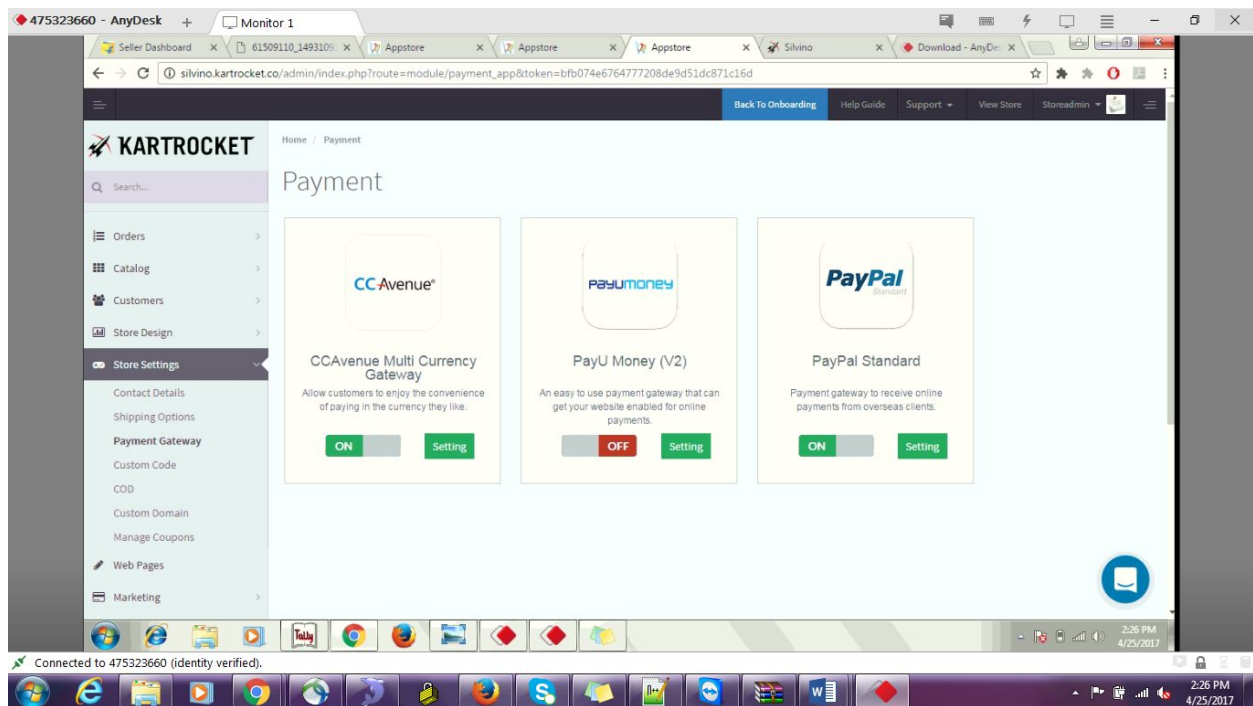 475323660 - AnyDesk
Monitor 1
Seller Dashboard
61509110_1493109
Appstore
Appstore
Appstore
Silvino
Download - AnyDe
silvino.kartrocket.co/admin/index.php?route=module/payment_app&token=bfb074e6764777208de9d51dc871c16d
Back To Onboarding
Help Guide
Support
View Store
Storeadmin
KARTROCKET
Home / Payment
Search...
Payment
Orders
Catalog
Customers
Store Design
Store Settings
Contact Details
Shipping Options
Payment Gateway
Custom Code
COD
Custom Domain
Manage Coupons
Web Pages
Marketing
CCAvenue®
CCAvenue Multi Currency
Gateway
Allow customers to enjoy the convenience
of paying in the currency they like.
ON
Setting
PayUmoney
PayU Money (V2)
An easy to use payment gateway that can
get your website enabled for online
payments.
OFF
Setting
PayPal
Standard
PayPal Standard
Payment gateway to receive online
payments from overseas clients.
ON
Setting
Tally
2:26 PM
4/25/2017
Connected to 475323660 (identity verified).
2:26 PM
4/25/2017